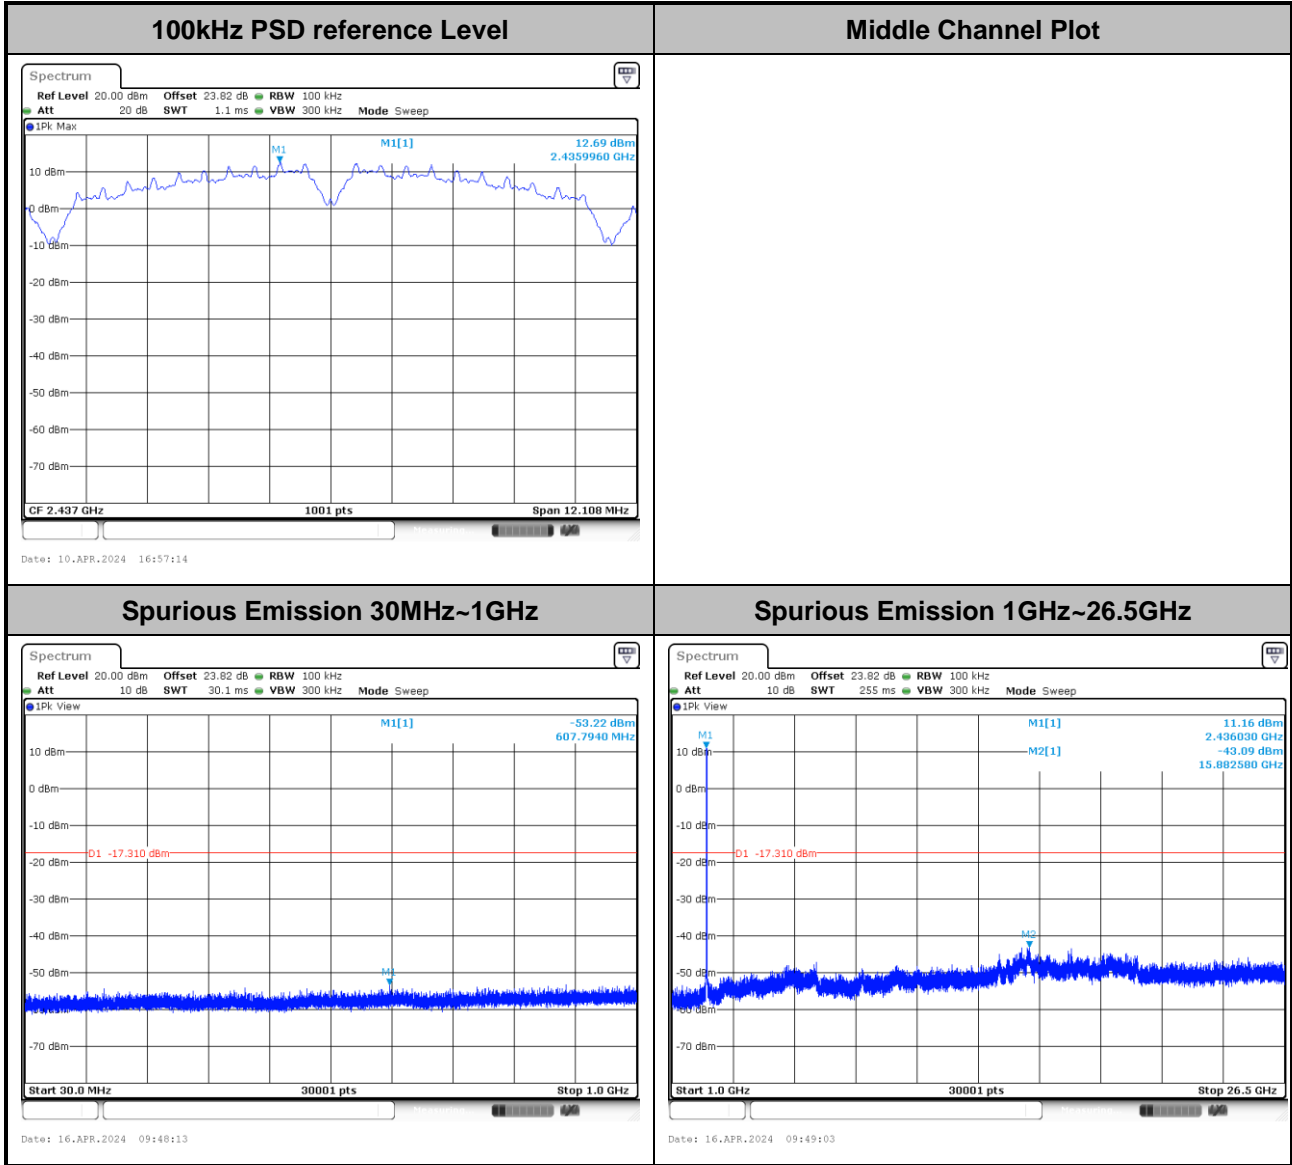 100kHz PSD reference Level
Middle Channel Plot
Spectrum
Ref Level 20.00 dBm Offset 23.82 dB RBW 100 kHz
Att 20 dB SWT 1.1 ms VBW 300 kHz Mode Sweep
1Pk Max
M1[1] 12.69 dBm
2.4359960 GHz
M1
10 dBm
0 dBm
-10 dBm
-20 dBm
-30 dBm
-40 dBm
-50 dBm
-60 dBm
-70 dBm
CF 2.437 GHz 1001 pts Span 12.108 MHz
Date: 10.APR.2024 16:57:14
Spurious Emission 30MHz~1GHz
Spurious Emission 1GHz~26.5GHz
Spectrum
Ref Level 20.00 dBm Offset 23.82 dB RBW 100 kHz
Att 10 dB SWT 30.1 ms VBW 300 kHz Mode Sweep
1Pk View
M1[1] -53.22 dBm
607.7940 MHz
10 dBm
0 dBm
-10 dBm
D1 -17.310 dBm
-20 dBm
-30 dBm
-40 dBm
-50 dBm
M1
-60 dBm
-70 dBm
Start 30.0 MHz 30001 pts Stop 1.0 GHz
Date: 16.APR.2024 09:48:13
Spectrum
Ref Level 20.00 dBm Offset 23.82 dB RBW 100 kHz
Att 10 dB SWT 255 ms VBW 300 kHz Mode Sweep
1Pk View
M1[1] 11.16 dBm
2.436030 GHz
M1
10 dBm
M2[1] -43.09 dBm
15.882580 GHz
0 dBm
-10 dBm
D1 -17.310 dBm
-20 dBm
-30 dBm
-40 dBm
M2
-50 dBm
-60 dBm
-70 dBm
Start 1.0 GHz 30001 pts Stop 26.5 GHz
Date: 16.APR.2024 09:49:03